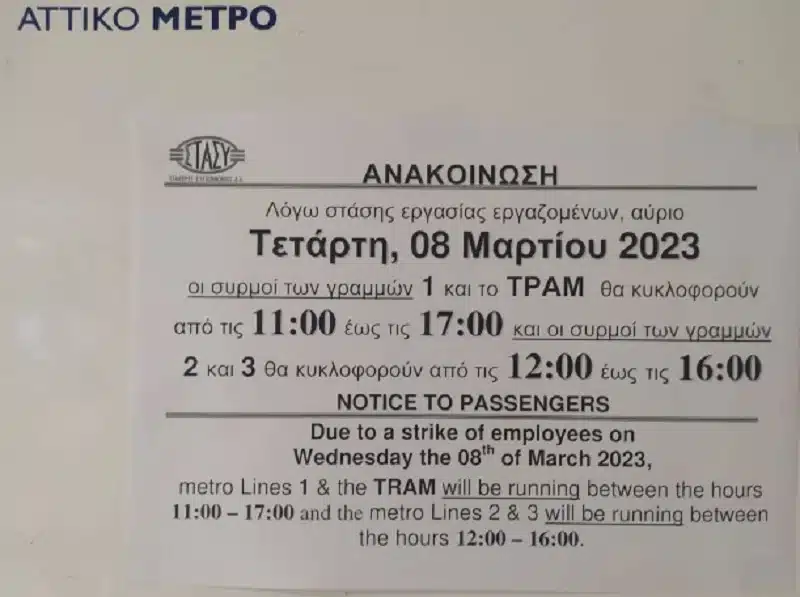 ΑΤΤΙΚΟ ΜΕΤΡΟ
ΣΤΑΣΥ
ΑΝΑΚΟΙΝΩΣΗ
Λόγω στάσης εργασίας εργαζομένων, αύριο
Τετάρτη, 08 Μαρτίου 2023
οι συρμοί των γραμμών 1 και το ΤΡΑΜ θα κυκλοφορούν
από τις 11:00 έως τις 17:00 και οι συρμοί των γραμμών
2 και 3 θα κυκλοφορούν από τις 12:00 έως τις 16:00
NOTICE TO PASSENGERS
Due to a strike of employees on
Wednesday the 08th of March 2023,
metro Lines 1 & the TRAM will be running between the hours
11:00 – 17:00 and the metro Lines 2 & 3 will be running between
the hours 12:00 – 16:00.